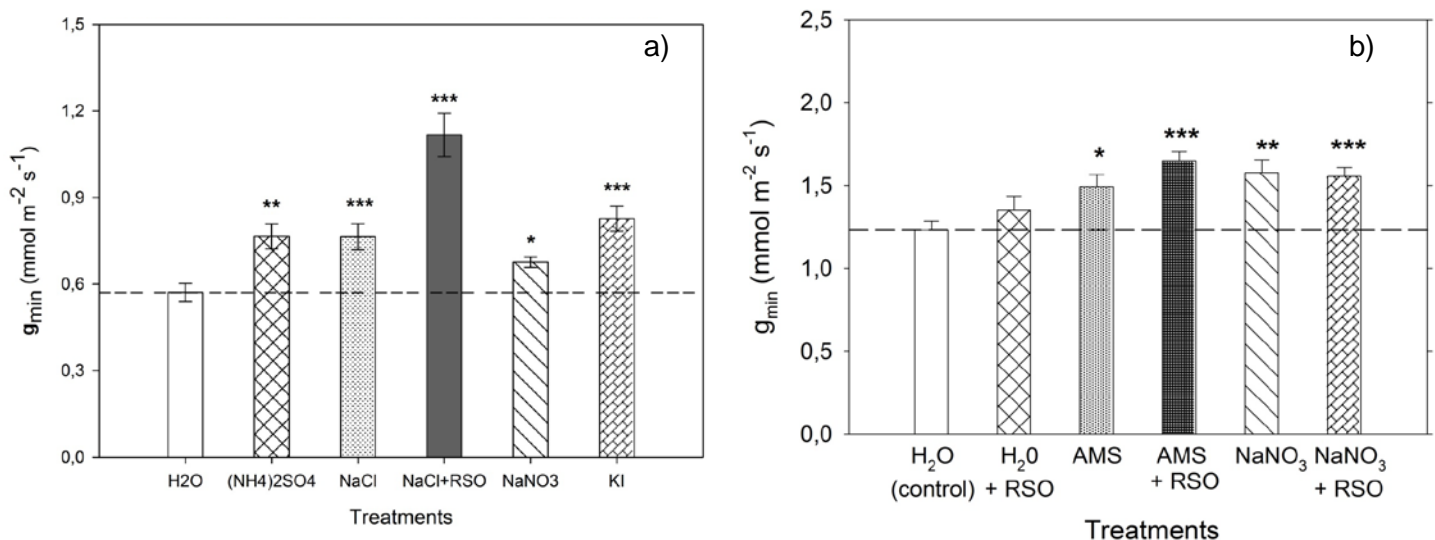 a)
1,5
1,2
0,9
0,6
0,3
0,0
gmin (mmol m-2 s-1)
** *** *** * ***
H2O (NH4)2SO4 NaCl NaCl+RSO NaNO3 KI
Treatments
b)
2,5
2,0
1,5
1,0
0,5
0,0
gmin (mmol m-2 s-1)
* *** ** ***
H2O H20 AMS AMS NaNO3 NaNO3
(control) + RSO + RSO + RSO
Treatments